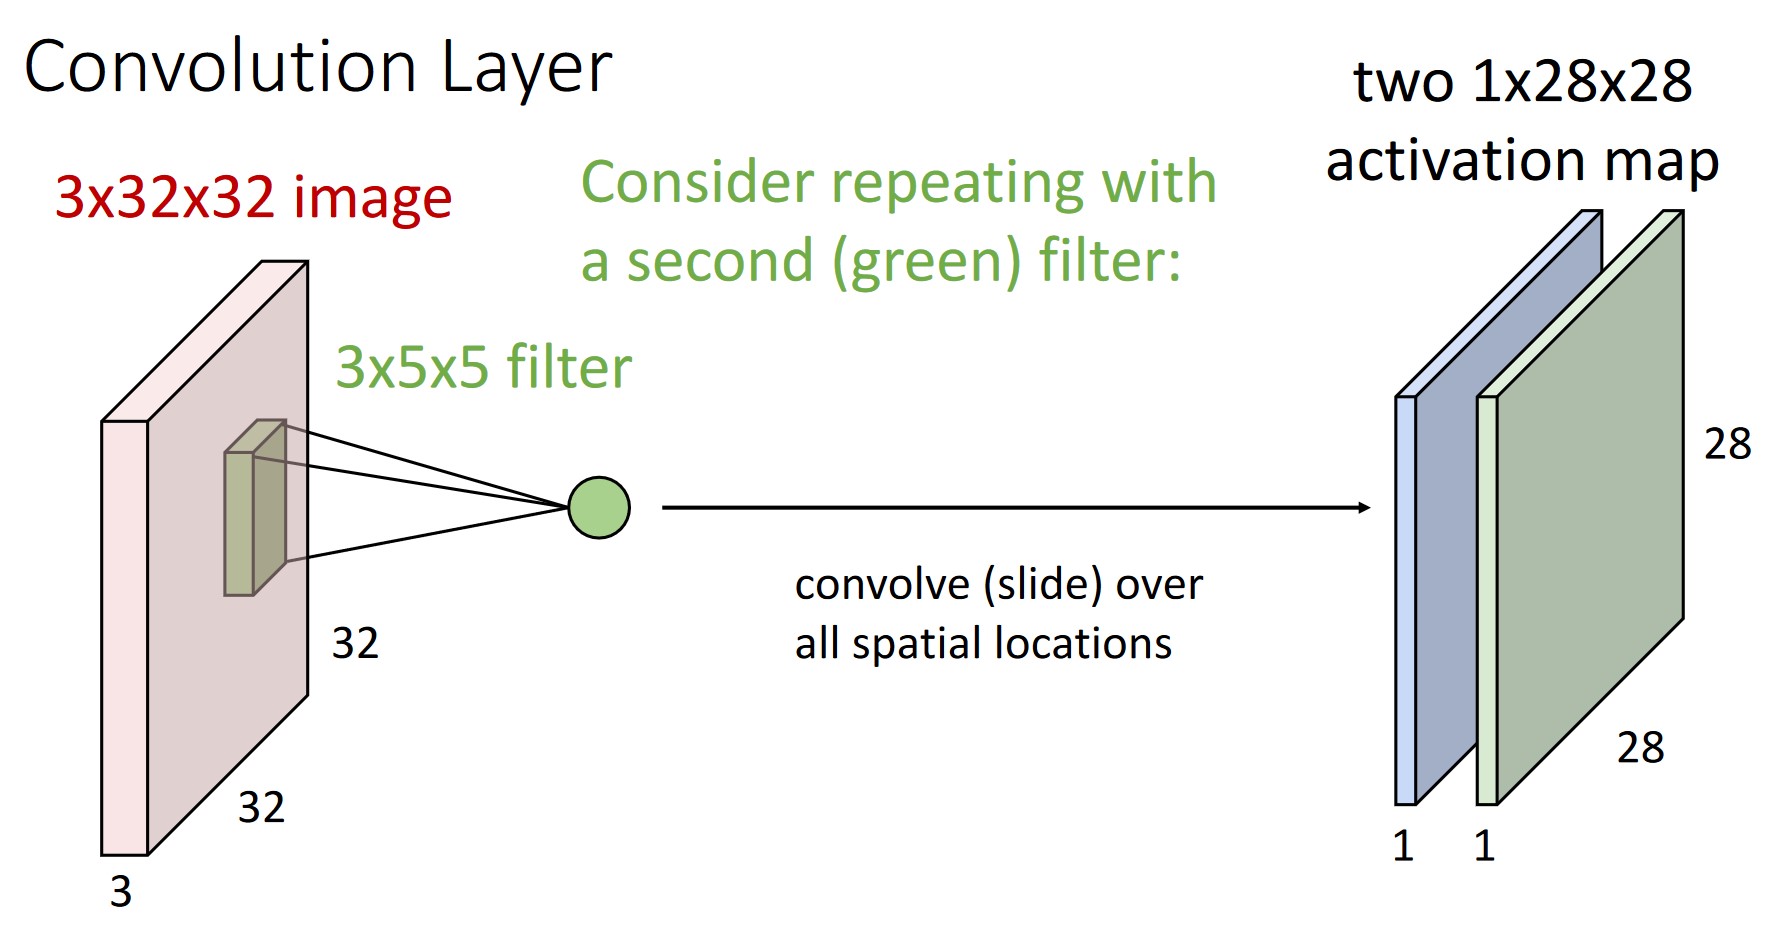 Convolution Layer
two 1x28x28
activation map
3x32x32 image
Consider repeating with
a second (green) filter:
3x5x5 filter
28
convolve (slide) over
all spatial locations
32
28
32
1
1
3